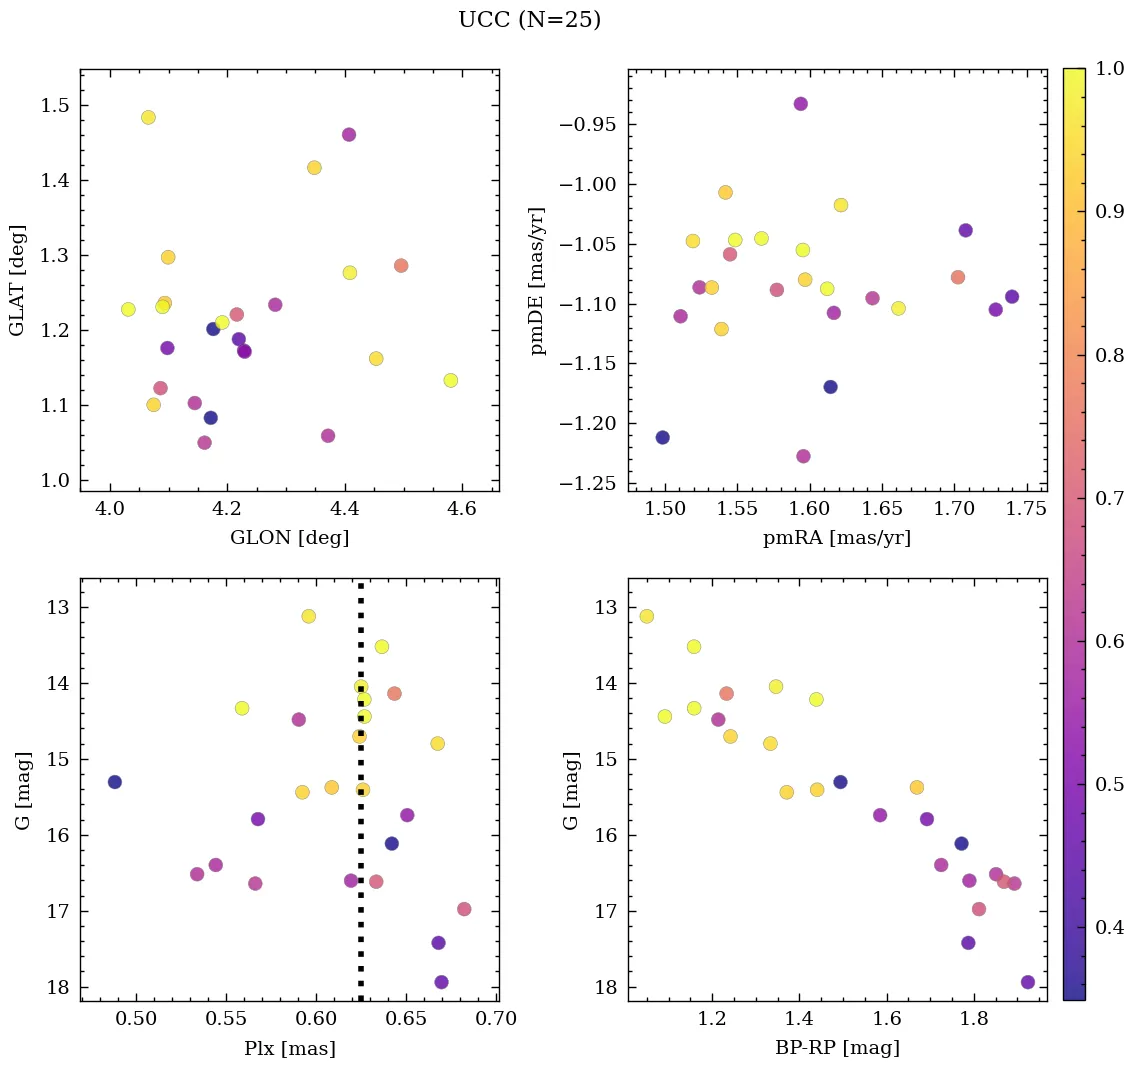 UCC (N=25)
1.5
1.4
1.3
1.2
1.1
1.0
GLAT [deg]
4.0 4.2 4.4 4.6
GLON [deg]
−0.95
−1.00
−1.05
−1.10
−1.15
−1.20
−1.25
pmDE [mas/yr]
1.50 1.55 1.60 1.65 1.70 1.75
pmRA [mas/yr]
13
14
15
16
17
18
G [mag]
0.50 0.55 0.60 0.65 0.70
Plx [mas]
13
14
15
16
17
18
G [mag]
1.2 1.4 1.6 1.8
BP-RP [mag]
1.0
0.9
0.8
0.7
0.6
0.5
0.4